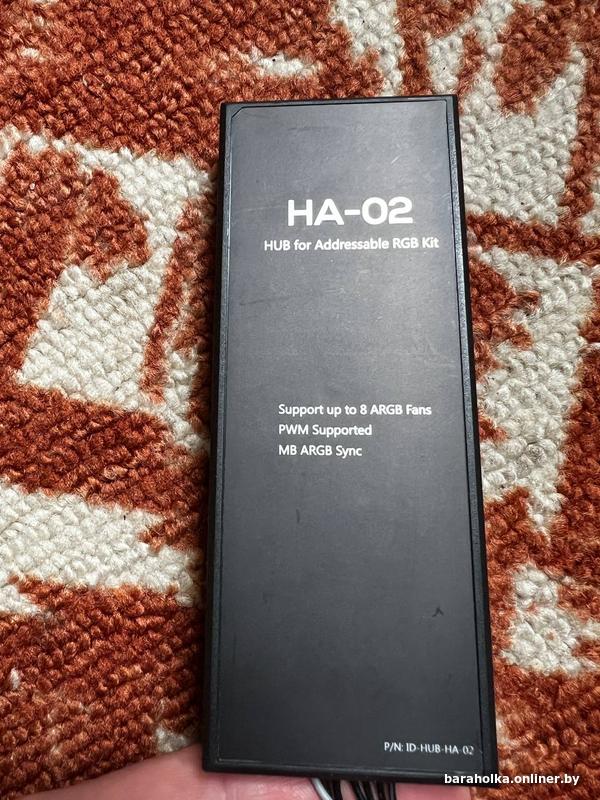 HA-02
HUB for Addressable RGB Kit
Support up to 8 ARGB Fans
PWM Supported
MB ARGB Sync
P/N: ID-HUB-HA-02
baraholka.onliner.by